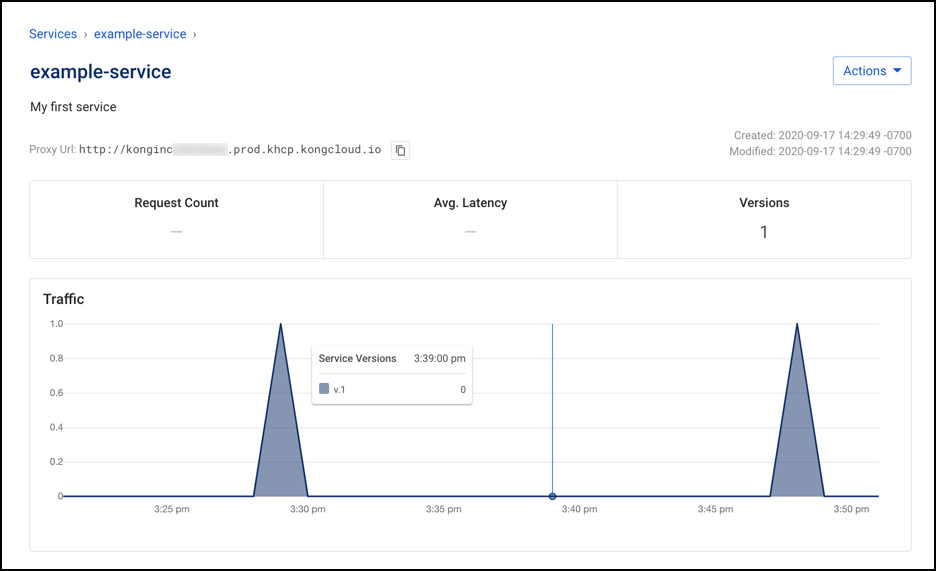 Services › example-service ›
example-service
Actions
My first service
Proxy Url: http://konginc .prod.khcp.kongcloud.io
Created: 2020-09-17 14:29:49 -0700
Modified: 2020-09-17 14:29:49 -0700
Request Count
—
Avg. Latency
—
Versions
1
Traffic
1.0
0.8
0.6
0.4
0.2
0
Service Versions 3:39:00 pm
v.1 0
3:25 pm 3:30 pm 3:35 pm 3:40 pm 3:45 pm 3:50 pm